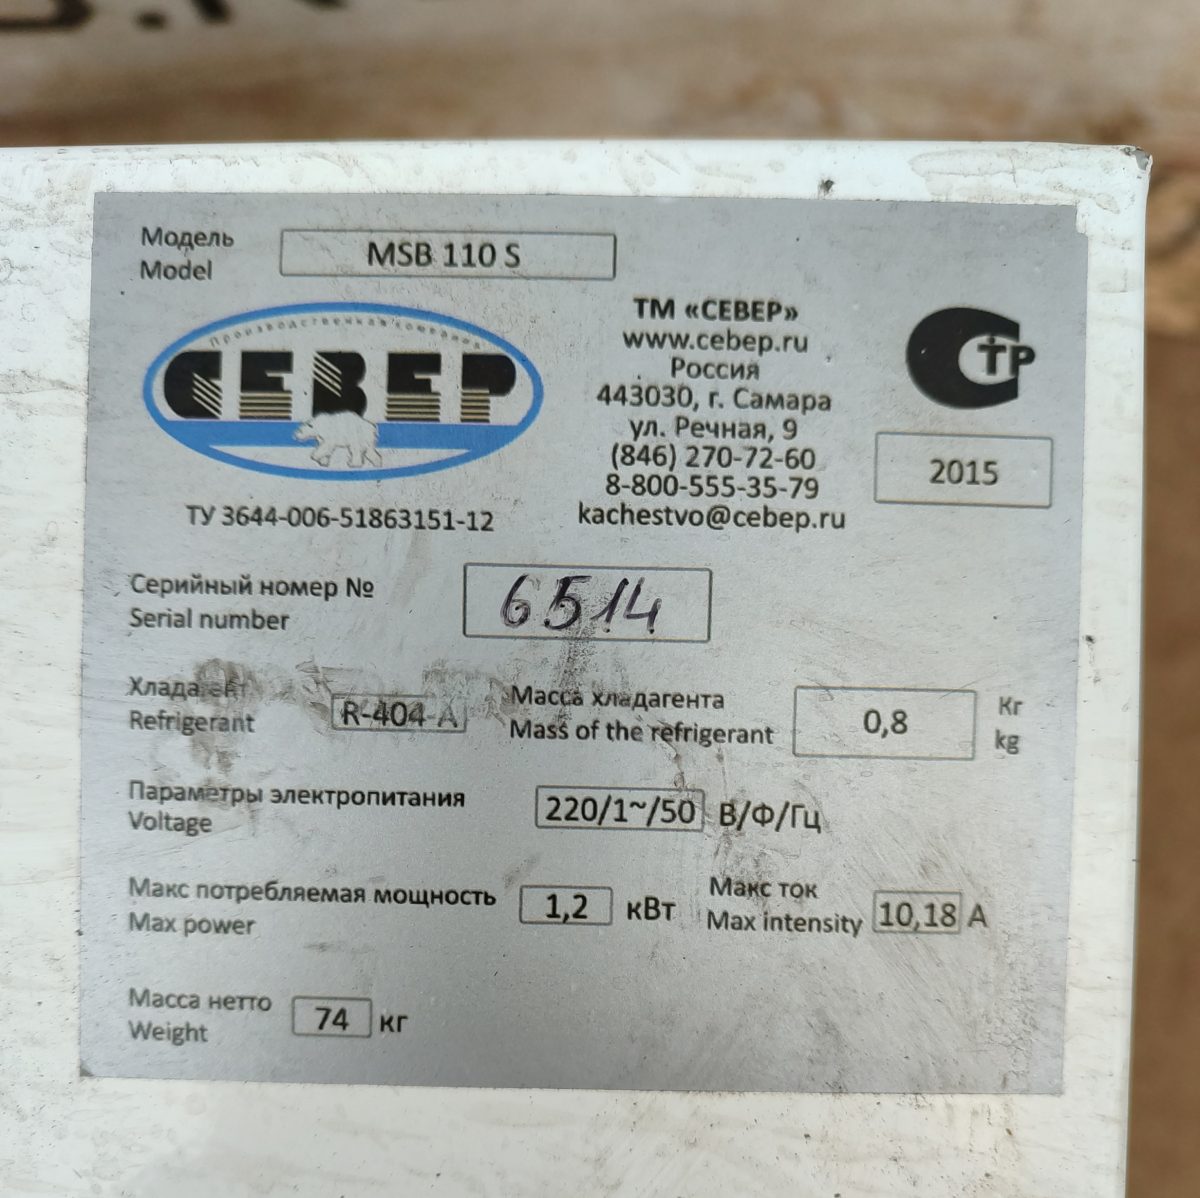 Модель
Model
MSB 110 S
Производственная компания
СЕВЕР
ТУ 3644-006-51863151-12
ТМ «СЕВЕР»
www.cebep.ru
Россия
443030, г. Самара
ул. Речная, 9
(846) 270-72-60
8-800-555-35-79
kachestvo@cebep.ru
СТР
2015
Серийный номер №
Serial number
6514
Хладагент
Refrigerant
R-404-A
Масса хладагента
Mass of the refrigerant
0,8
Кг
kg
Параметры электропитания
Voltage
220/1~/50 В/Ф/Гц
Макс потребляемая мощность
Max power
1,2 кВт
Макс ток
Max intensity
10,18 А
Масса нетто
Weight
74 кг